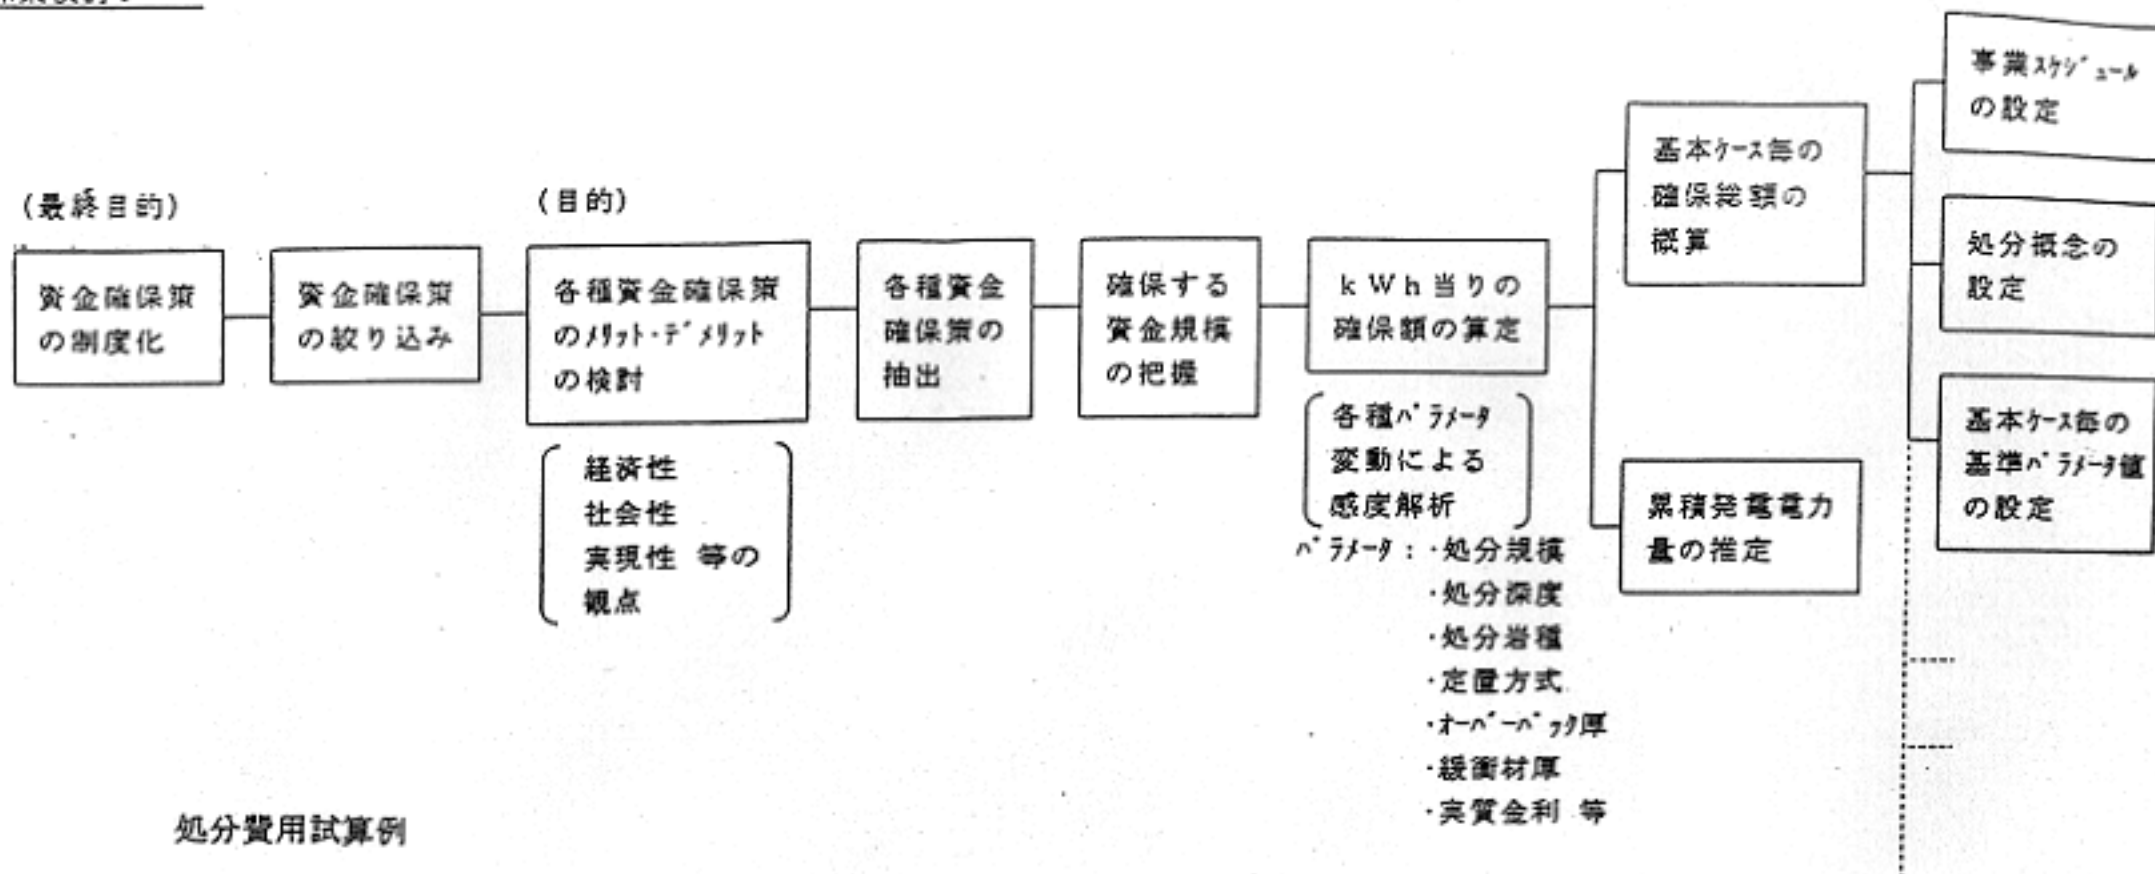 (最終目的)
資金確保策
の制度化
資金確保策
の絞り込み
(目的)
各種資金確保策
のメリット・デメリット
の検討
経済性
社会性
実現性 等の
観点
各種資金
確保策の
抽出
確保する
資金規模
の把握
kWh当りの
確保額の算定
各種パラメータ
変動による
感度解析
パラメータ:・処分規模
・処分深度
・処分岩種
・定置方式
・オーバーパック厚
・緩衝材厚
・実質金利 等
基本ケース毎の
確保総額の
概算
累積発電電力
量の推定
事業スケジュール
の設定
処分概念の
設定
基本ケース毎の
基準パラメータ値
の設定
処分費用試算例